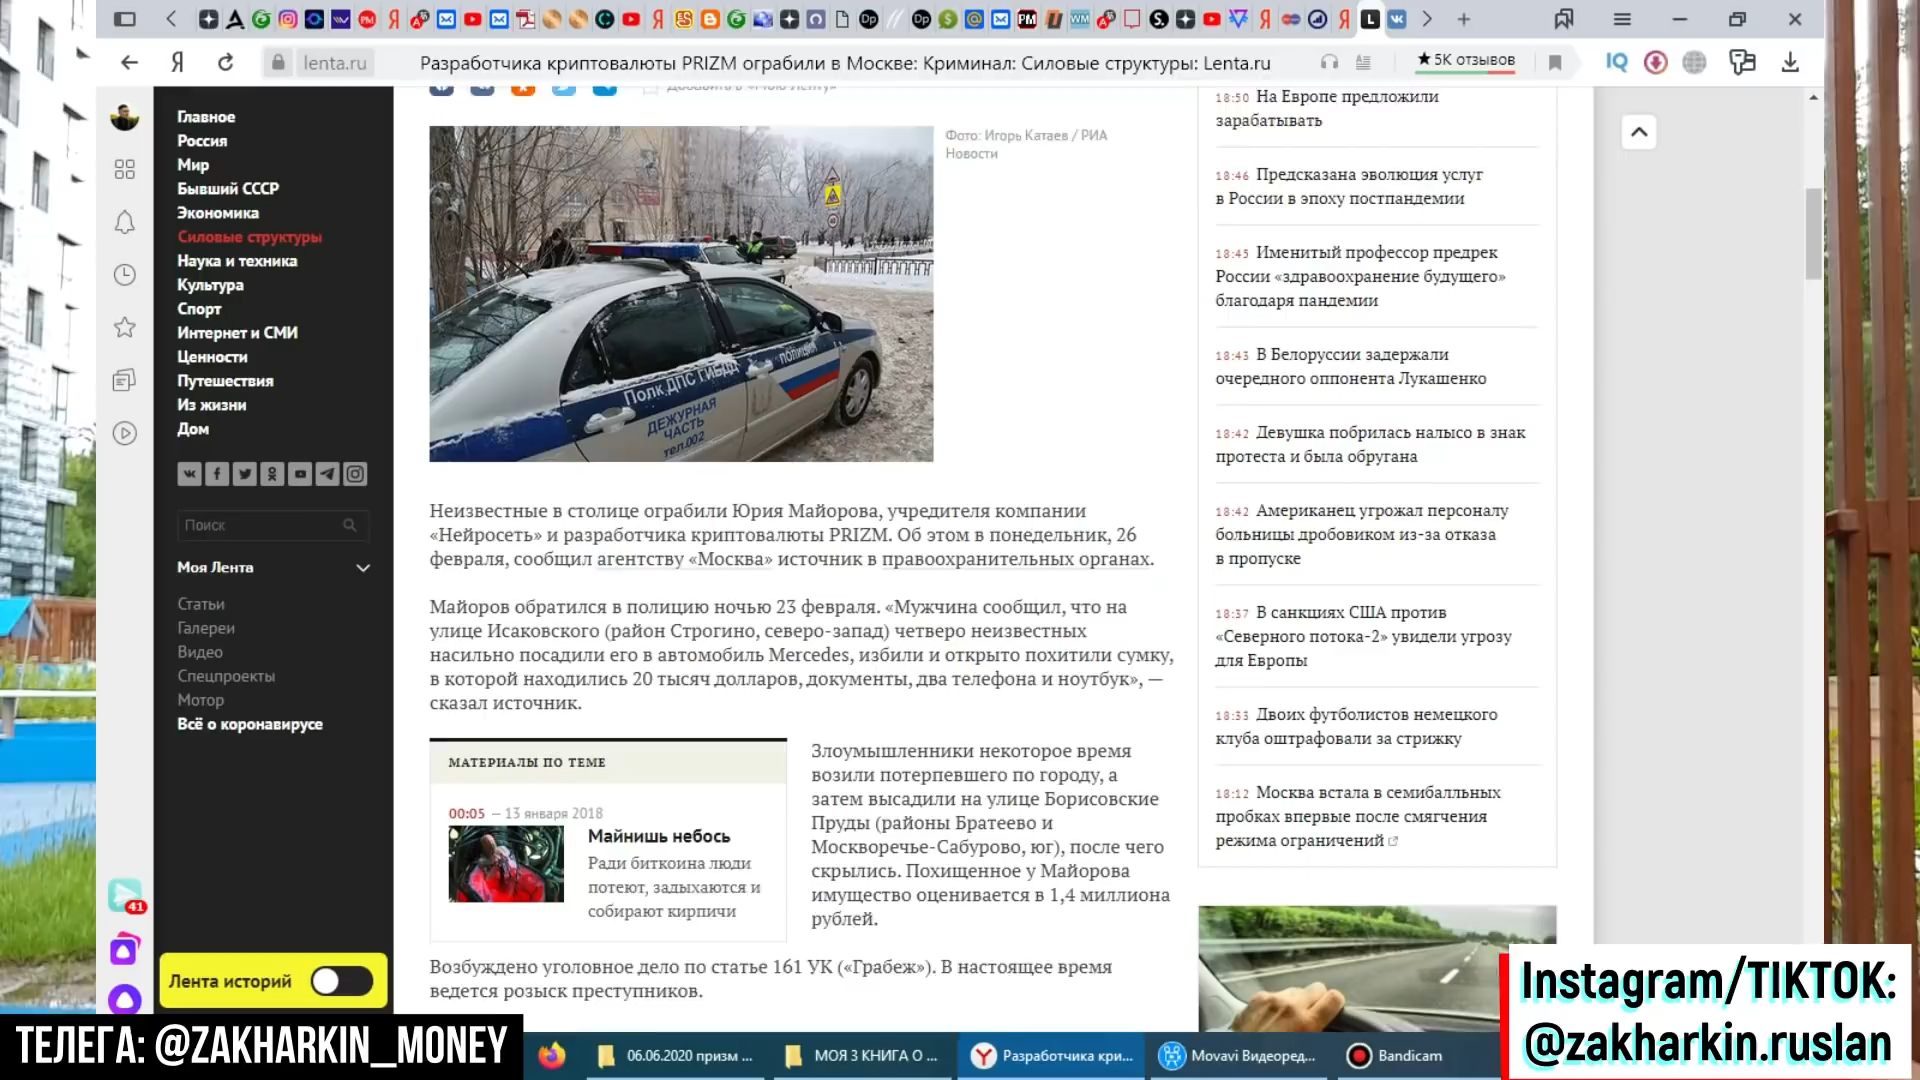 lenta.ru
Разработчика криптовалюты PRIZM ограбили в Москве: Криминал: Силовые структуры: Lenta.ru
★5К отзывов
Добавить в «Мою Ленту»
Главное
Россия
Мир
Бывший СССР
Экономика
Силовые структуры
Наука и техника
Культура
Спорт
Интернет и СМИ
Ценности
Путешествия
Из жизни
Дом
Поиск
Моя Лента
Статьи
Галереи
Видео
Спецпроекты
Мотор
Всё о коронавирусе
Лента историй
41
Фото: Игорь Катаев / РИА
Новости
Полк ДПС ГИБДД
ПОЛИЦИЯ
ДЕЖУРНАЯ
ЧАСТЬ
тел.002
Неизвестные в столице ограбили Юрия Майорова, учредителя компании
«Нейросеть» и разработчика криптовалюты PRIZM. Об этом в понедельник, 26
февраля, сообщил агентству «Москва» источник в правоохранительных органах.
Майоров обратился в полицию ночью 23 февраля. «Мужчина сообщил, что на
улице Исаковского (район Строгино, северо-запад) четверо неизвестных
насильно посадили его в автомобиль Mercedes, избили и открыто похитили сумку,
в которой находились 20 тысяч долларов, документы, два телефона и ноутбук», —
сказал источник.
МАТЕРИАЛЫ ПО ТЕМЕ
00:05 — 13 января 2018
Майнишь небось
Ради биткоина люди
потеют, задыхаются и
собирают кирпичи
Злоумышленники некоторое время
возили потерпевшего по городу, а
затем высадили на улице Борисовские
Пруды (районы Братеево и
Москворечье-Сабурово, юг), после чего
скрылись. Похищенное у Майорова
имущество оценивается в 1,4 миллиона
рублей.
Возбуждено уголовное дело по статье 161 УК («Грабеж»). В настоящее время
ведется розыск преступников.
18:50 На Европе предложили
зарабатывать
18:46 Предсказана эволюция услуг
в России в эпоху постпандемии
18:45 Именитый профессор предрек
России «здравоохранение будущего»
благодаря пандемии
18:43 В Белоруссии задержали
очередного оппонента Лукашенко
18:42 Девушка побрилась налысо в знак
протеста и была обругана
18:42 Американец угрожал персоналу
больницы дробовиком из-за отказа
в пропуске
18:37 В санкциях США против
«Северного потока-2» увидели угрозу
для Европы
18:33 Двоих футболистов немецкого
клуба оштрафовали за стрижку
18:12 Москва встала в семибалльных
пробках впервые после смягчения
режима ограничений
Instagram/TIKTOK:
@zakharkin.ruslan
ТЕЛЕГА: @ZAKHARKIN_MONEY
06.06.2020 призм ...
МОЯ 3 КНИГА О ...
Разработчика кри...
Movavi Видеоред...
Bandicam